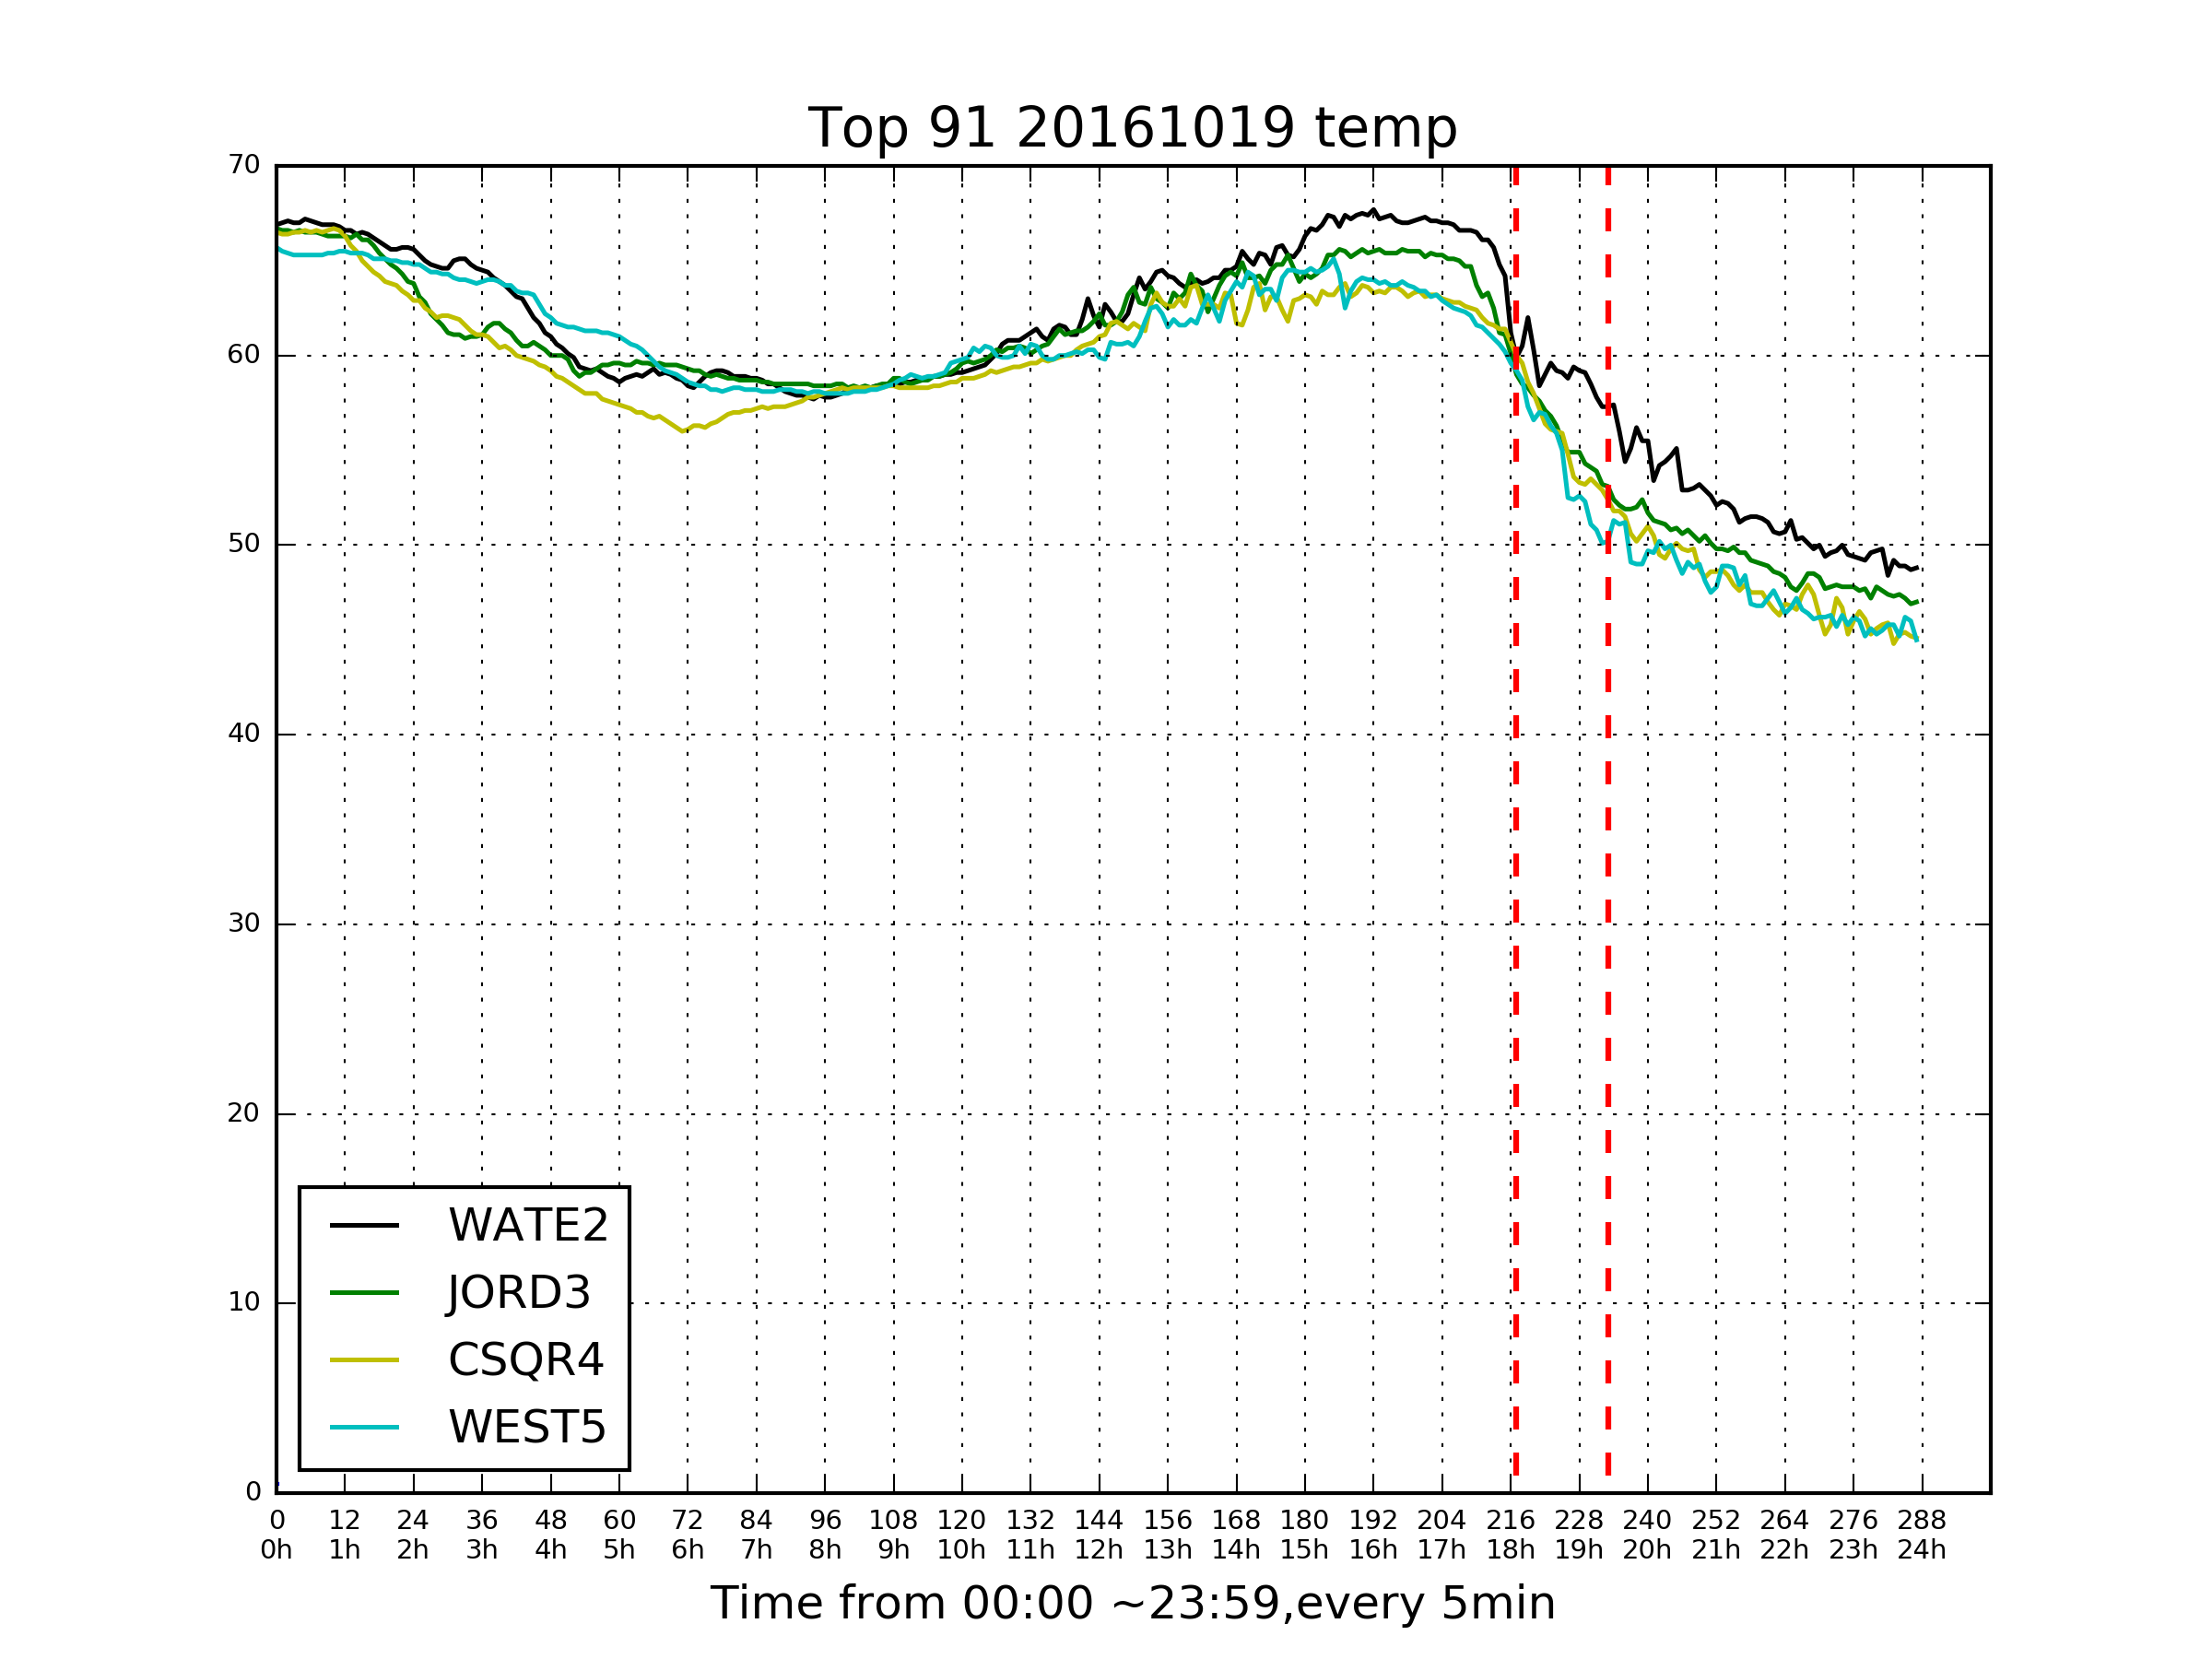 Top 91 20161019 temp
70
60
50
40
30
20
10
0
WATE2
JORD3
CSQR4
WEST5
0 12 24 36 48 60 72 84 96 108 120 132 144 156 168 180 192 204 216 228 240 252 264 276 288
0h 1h 2h 3h 4h 5h 6h 7h 8h 9h 10h 11h 12h 13h 14h 15h 16h 17h 18h 19h 20h 21h 22h 23h 24h
Time from 00:00 ~23:59,every 5min